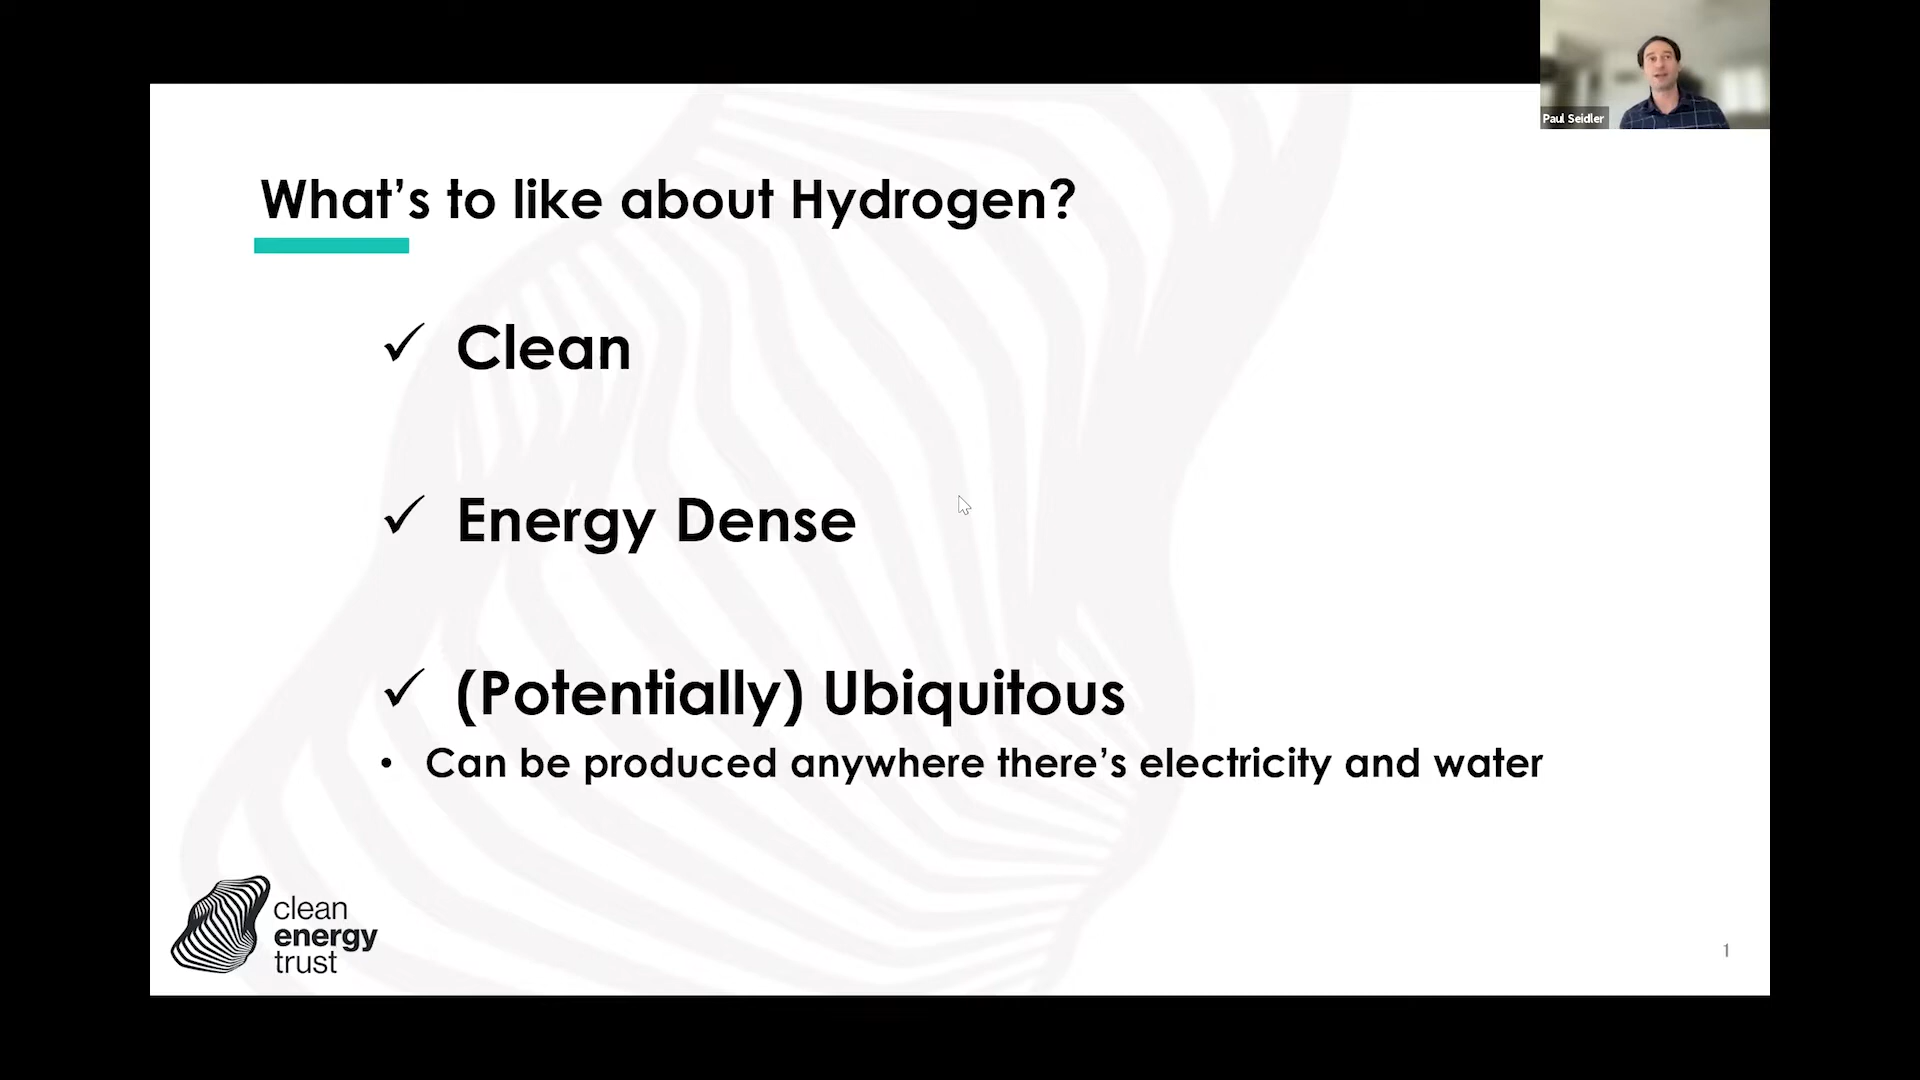 Paul Seidler
What's to like about Hydrogen?
✓ Clean
✓ Energy Dense
✓ (Potentially) Ubiquitous
• Can be produced anywhere there's electricity and water
clean
energy
trust
1